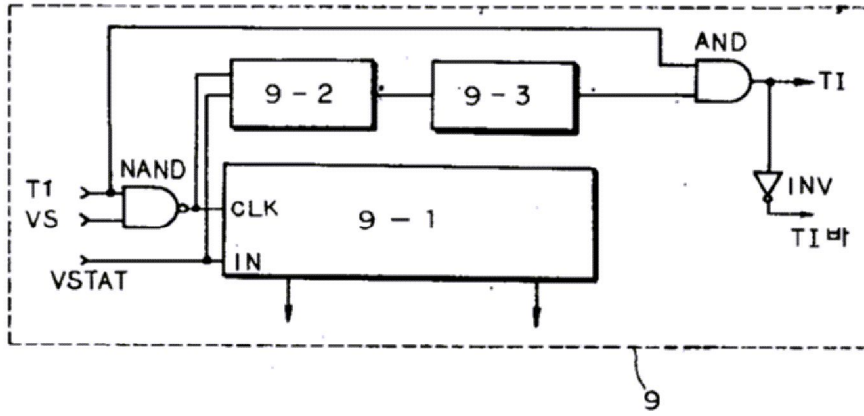 AND
9-2
9-3
TI
NAND
T1
VS
CLK
9-1
INV
TI바
VSTAT
IN
9